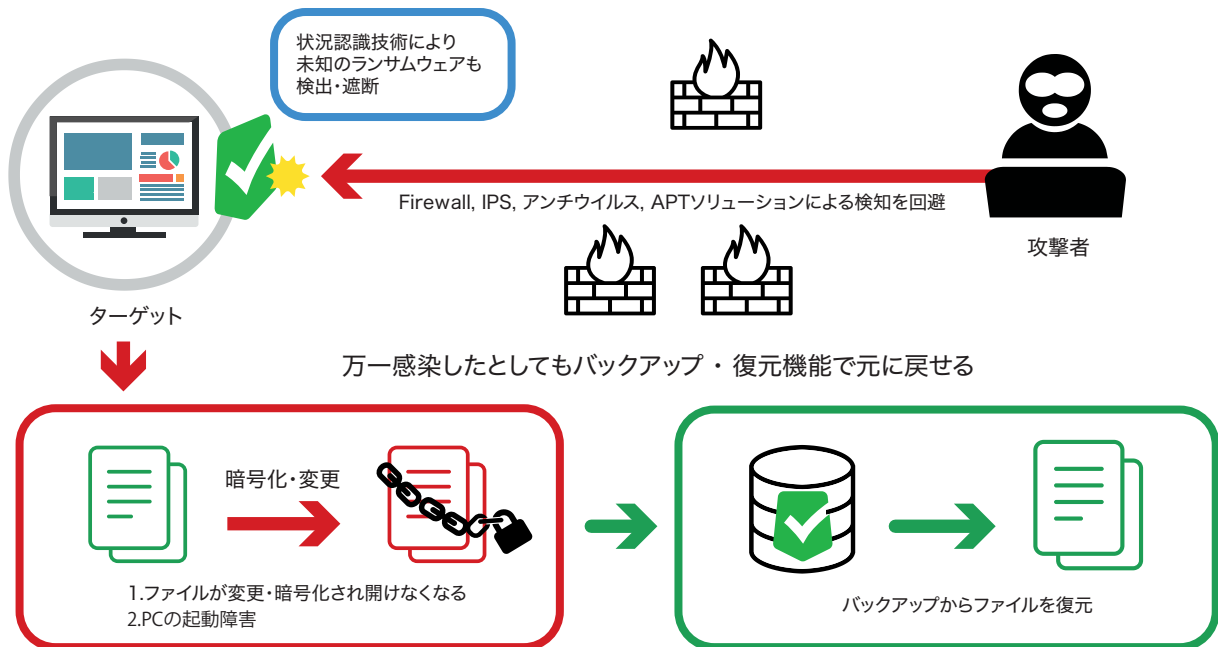 状況認識技術により
未知のランサムウェアも
検出・遮断
Firewall, IPS, アンチウイルス, APTソリューションによる検知を回避
攻撃者
ターゲット
万一感染したとしてもバックアップ・復元機能で元に戻せる
暗号化・変更
1.ファイルが変更・暗号化され開けなくなる
2.PCの起動障害
バックアップからファイルを復元